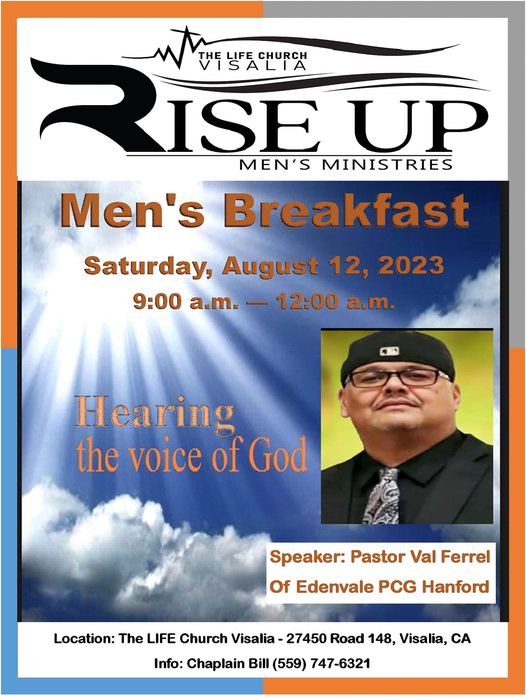 THE LIFE CHURCH
VISALIA
RISE UP
MEN'S MINISTRIES
Men's Breakfast
Saturday, August 12, 2023
9:00 a.m. — 12:00 a.m.
Hearing
the voice of God
Speaker: Pastor Val Ferrel
Of Edenvale PCG Hanford
Location: The LIFE Church Visalia - 27450 Road 148, Visalia, CA
Info: Chaplain Bill (559) 747-6321